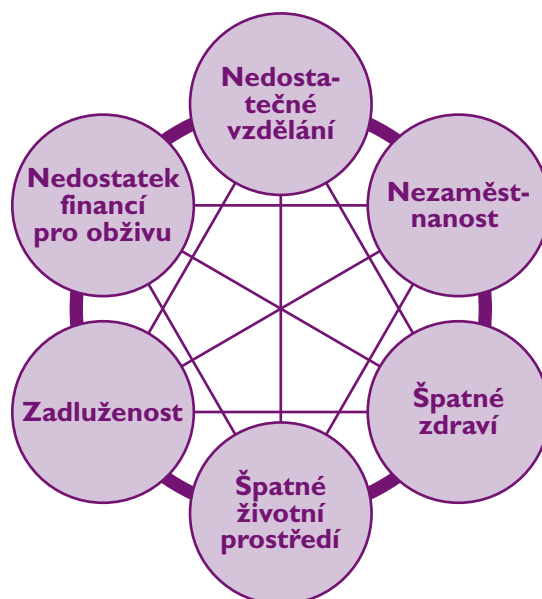 Nedosta-
tečné
vzdělání
Nedostatek
financí
pro obživu
Nezaměst-
nanost
Zadluženost
Špatné
zdraví
Špatné
životní
prostředí